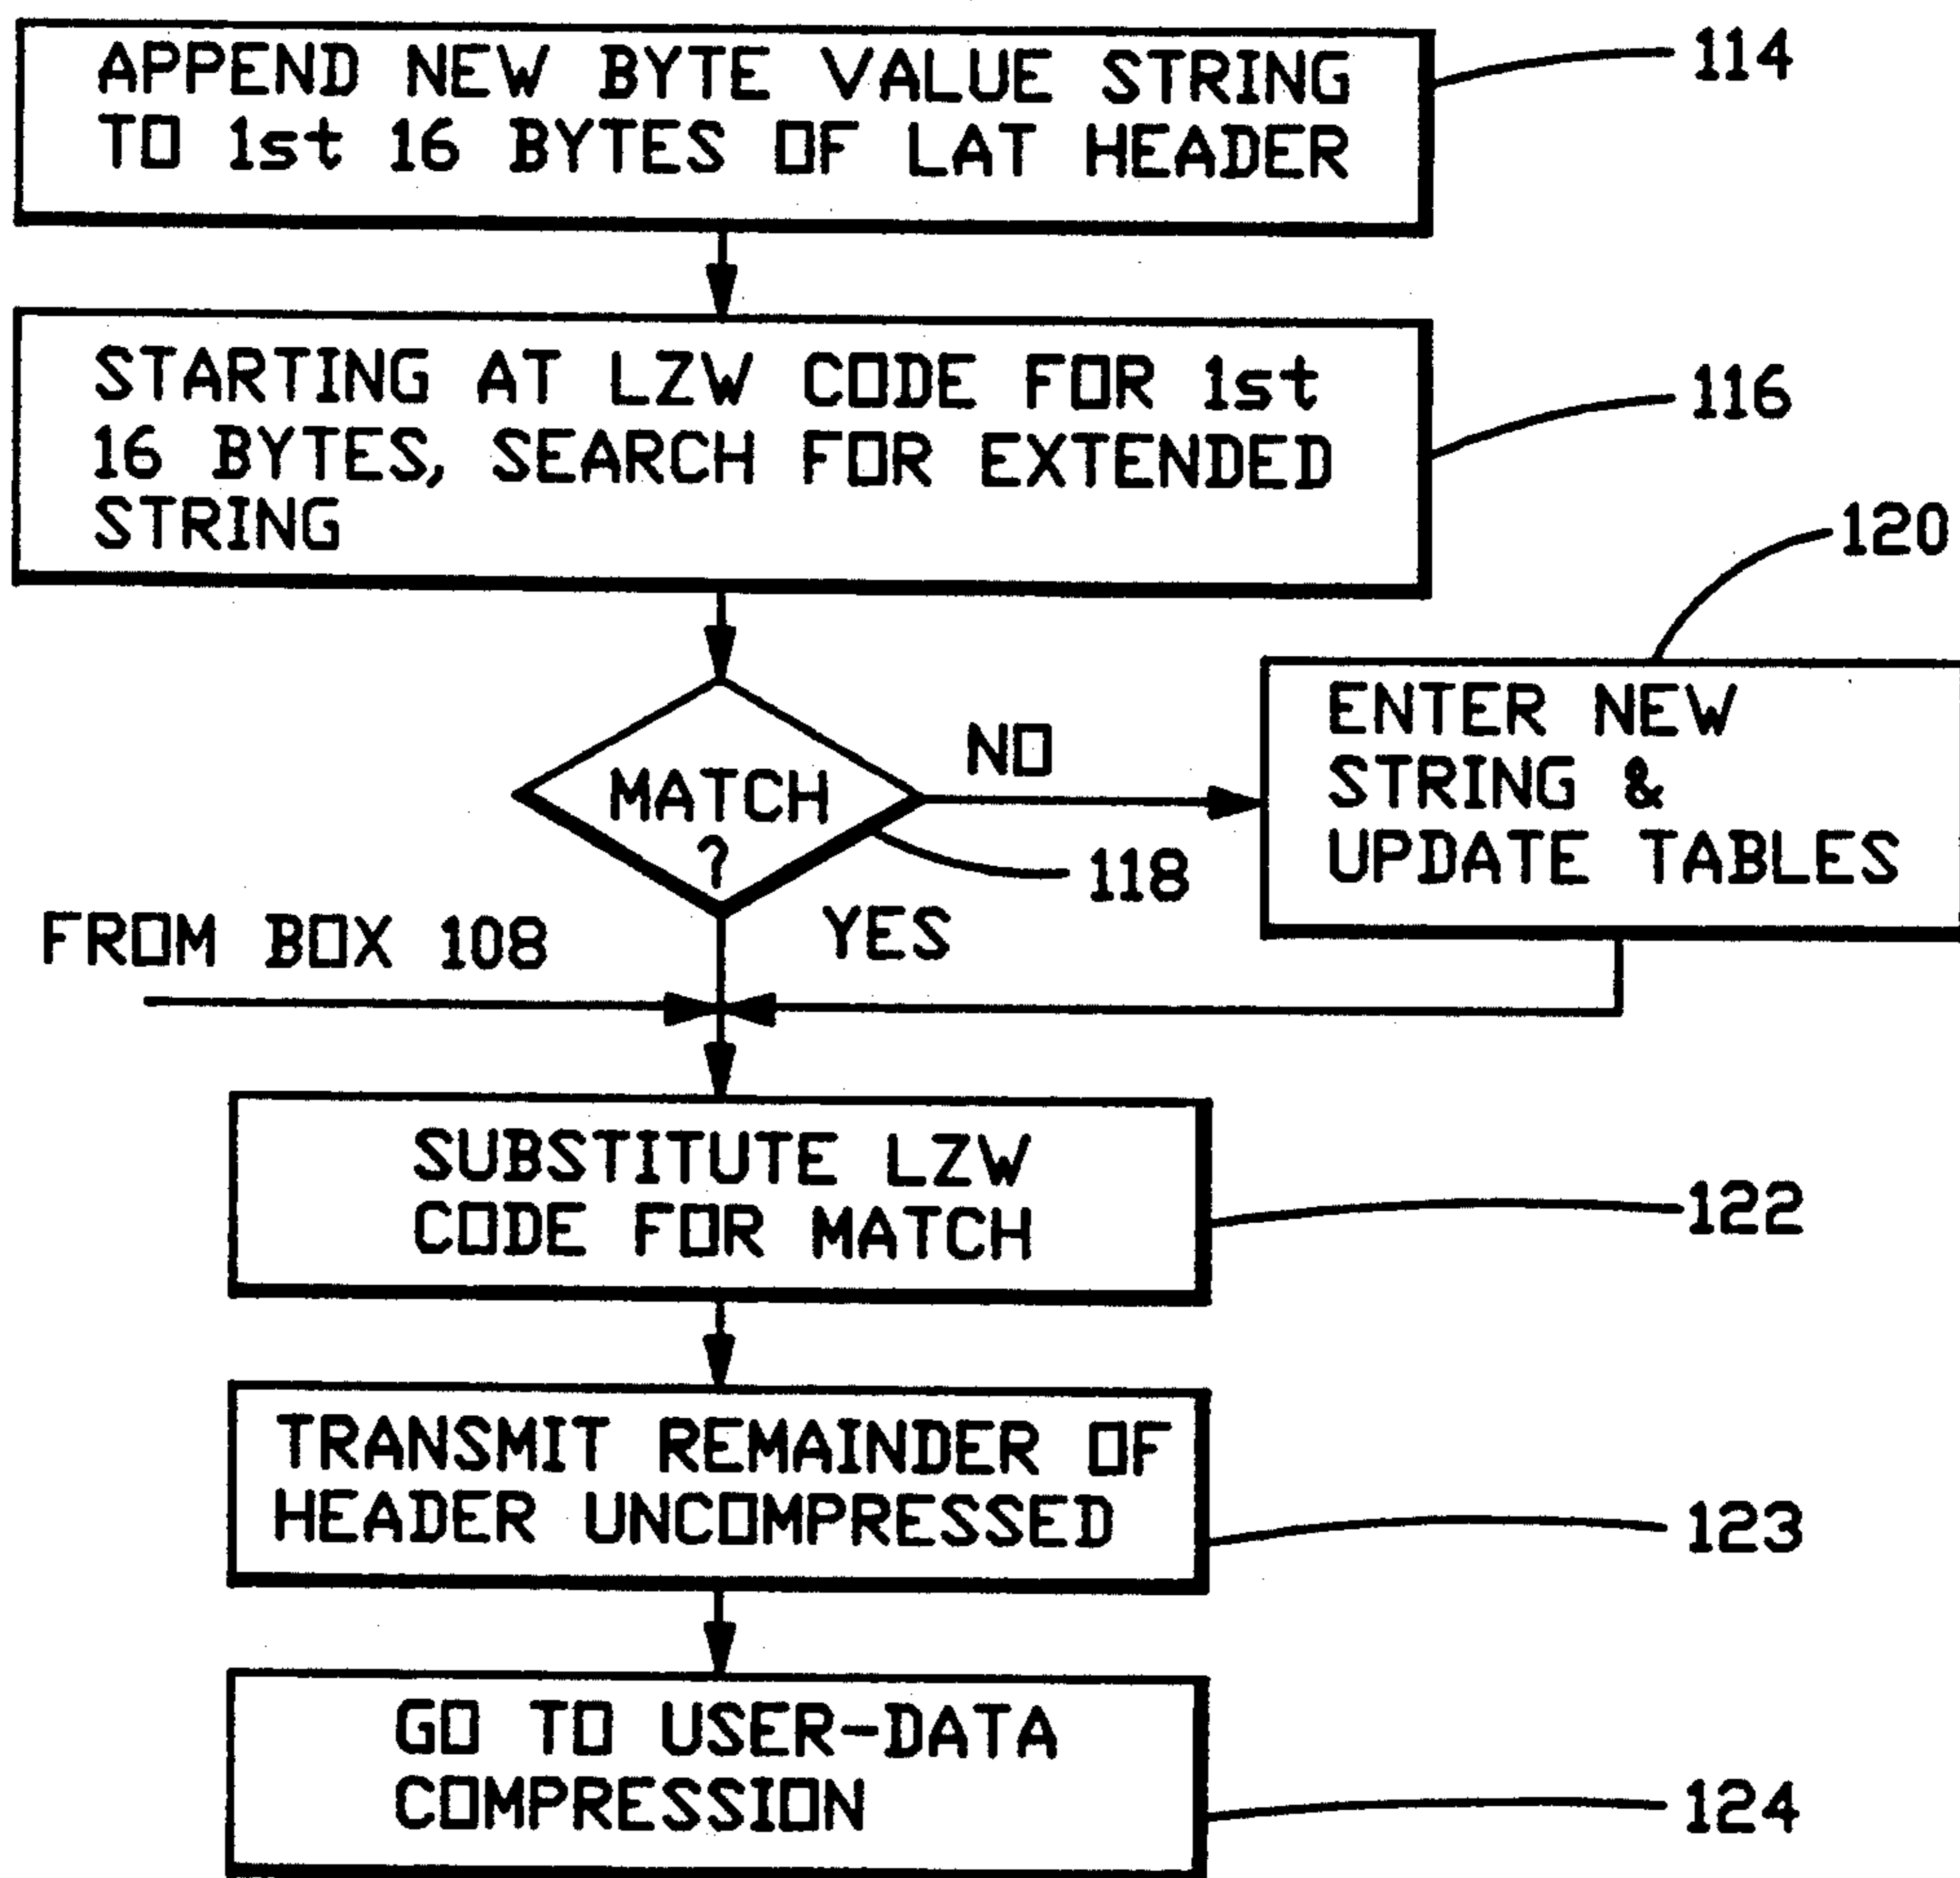 APPEND NEW BYTE VALUE STRING
TO 1st 16 BYTES OF LAT HEADER
114
STARTING AT LZW CODE FOR 1st
16 BYTES, SEARCH FOR EXTENDED
STRING
116
120
ENTER NEW
STRING &
UPDATE TABLES
NO
MATCH
?
118
YES
FROM BOX 108
SUBSTITUTE LZW
CODE FOR MATCH
122
TRANSMIT REMAINDER OF
HEADER UNCOMPRESSED
123
GO TO USER-DATA
COMPRESSION
124